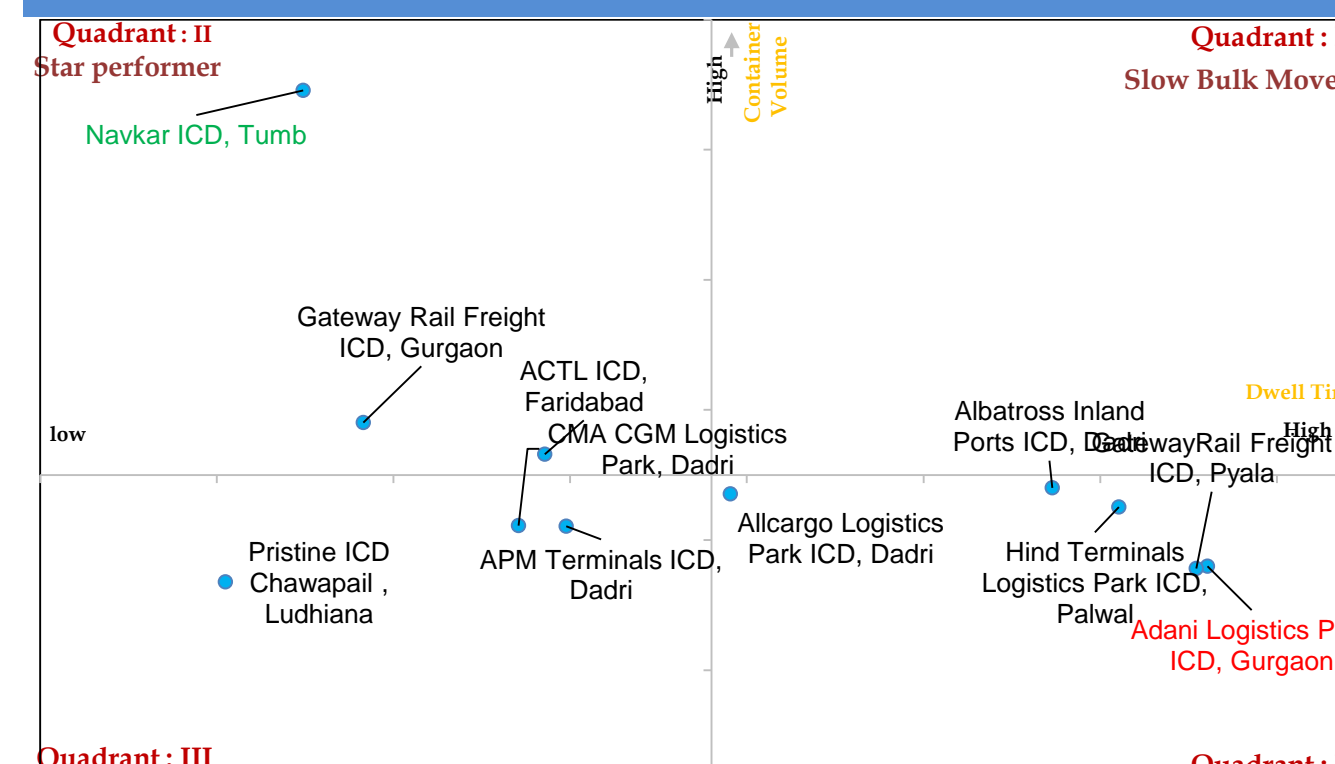 Quadrant : II
Star performer
High
Container
Volume
Quadrant :
Slow Bulk Move
Navkar ICD, Tumb
Gateway Rail Freight
ICD, Gurgaon
ACTL ICD,
Faridabad
CMA CGM Logistics
Park, Dadri
low
Dwell Tim
High
Albatross Inland
Ports ICD, Dadri
GatewayRail Freight
ICD, Pyala
Allcargo Logistics
Park ICD, Dadri
APM Terminals ICD,
Dadri
Pristine ICD
Chawapail ,
Ludhiana
Hind Terminals
Logistics Park ICD,
Palwal
Adani Logistics P
ICD, Gurgaon
Quadrant : III
Quadrant :